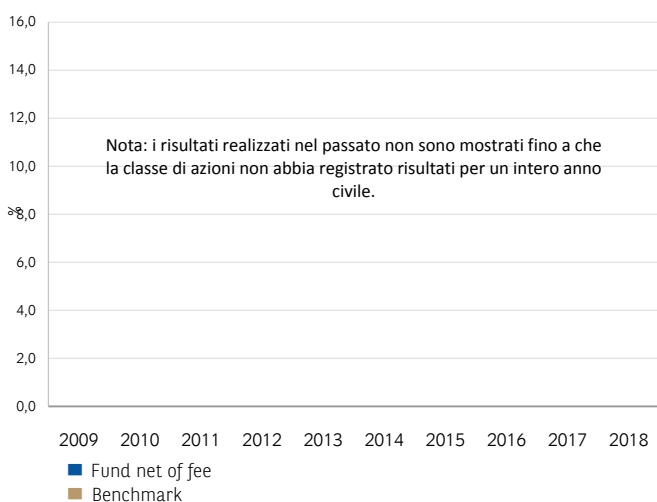 16,0
14,0
12,0
10,0
8,0
6,0
4,0
2,0
0,0
%
Nota: i risultati realizzati nel passato non sono mostrati fino a che
la classe di azioni non abbia registrato risultati per un intero anno
civile.
2009 2010 2011 2012 2013 2014 2015 2016 2017 2018
Fund net of fee
Benchmark